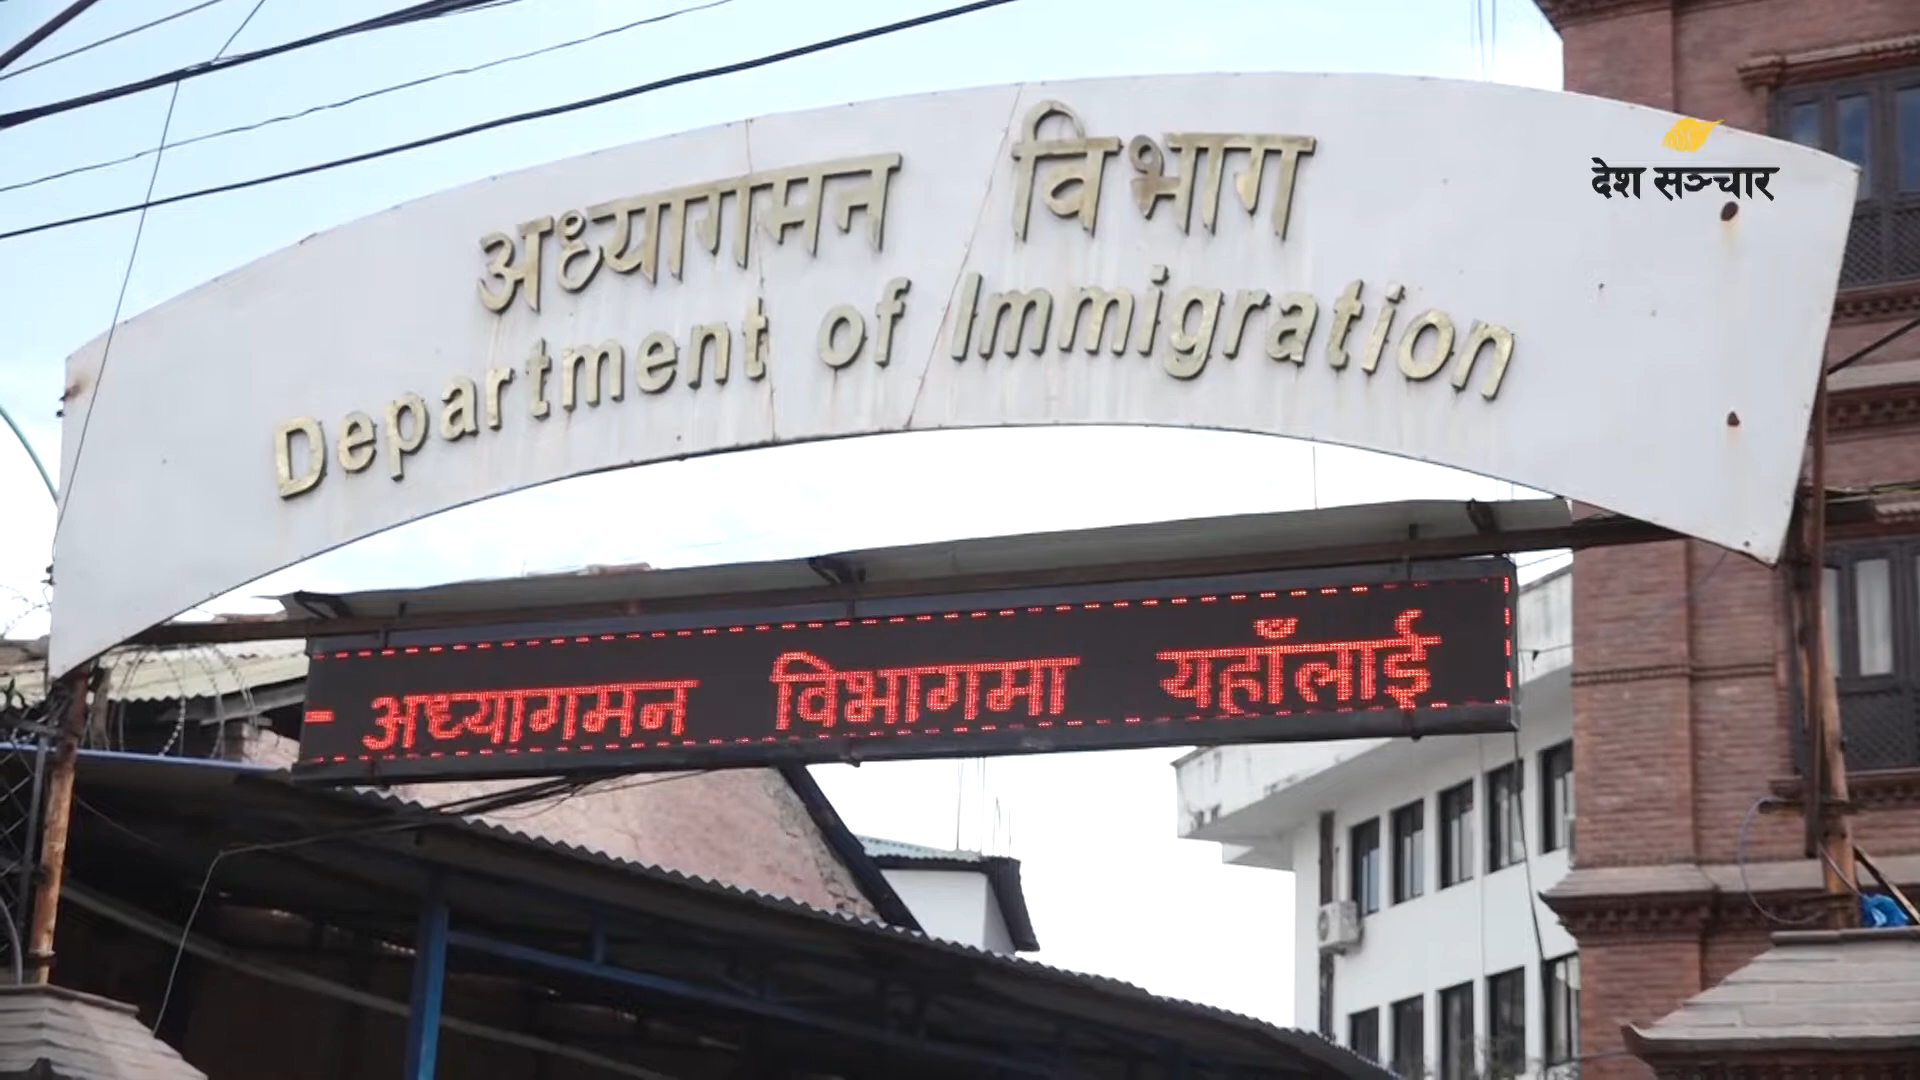 अध्यागमन विभाग
Department of Immigration
देश सञ्चार
- अध्यागमन विभागमा यहाँलाई